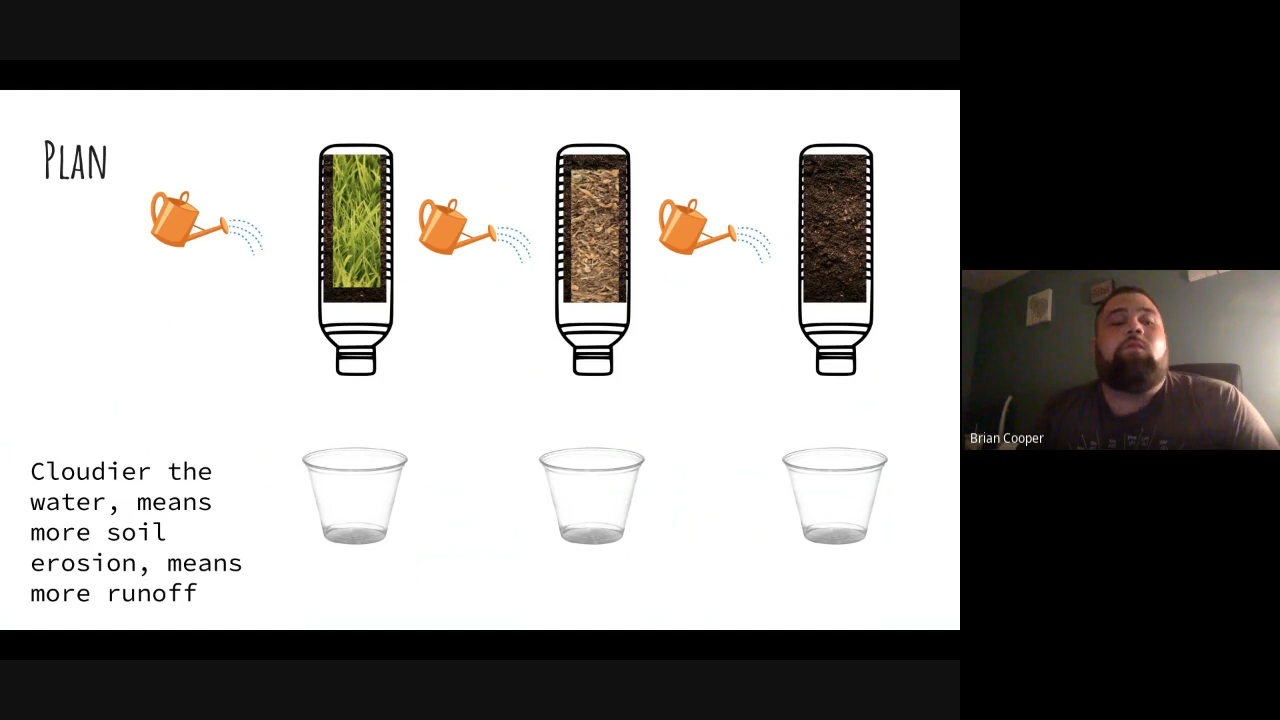 Plan
Cloudier the
water, means
more soil
erosion, means
more runoff
Brian Cooper